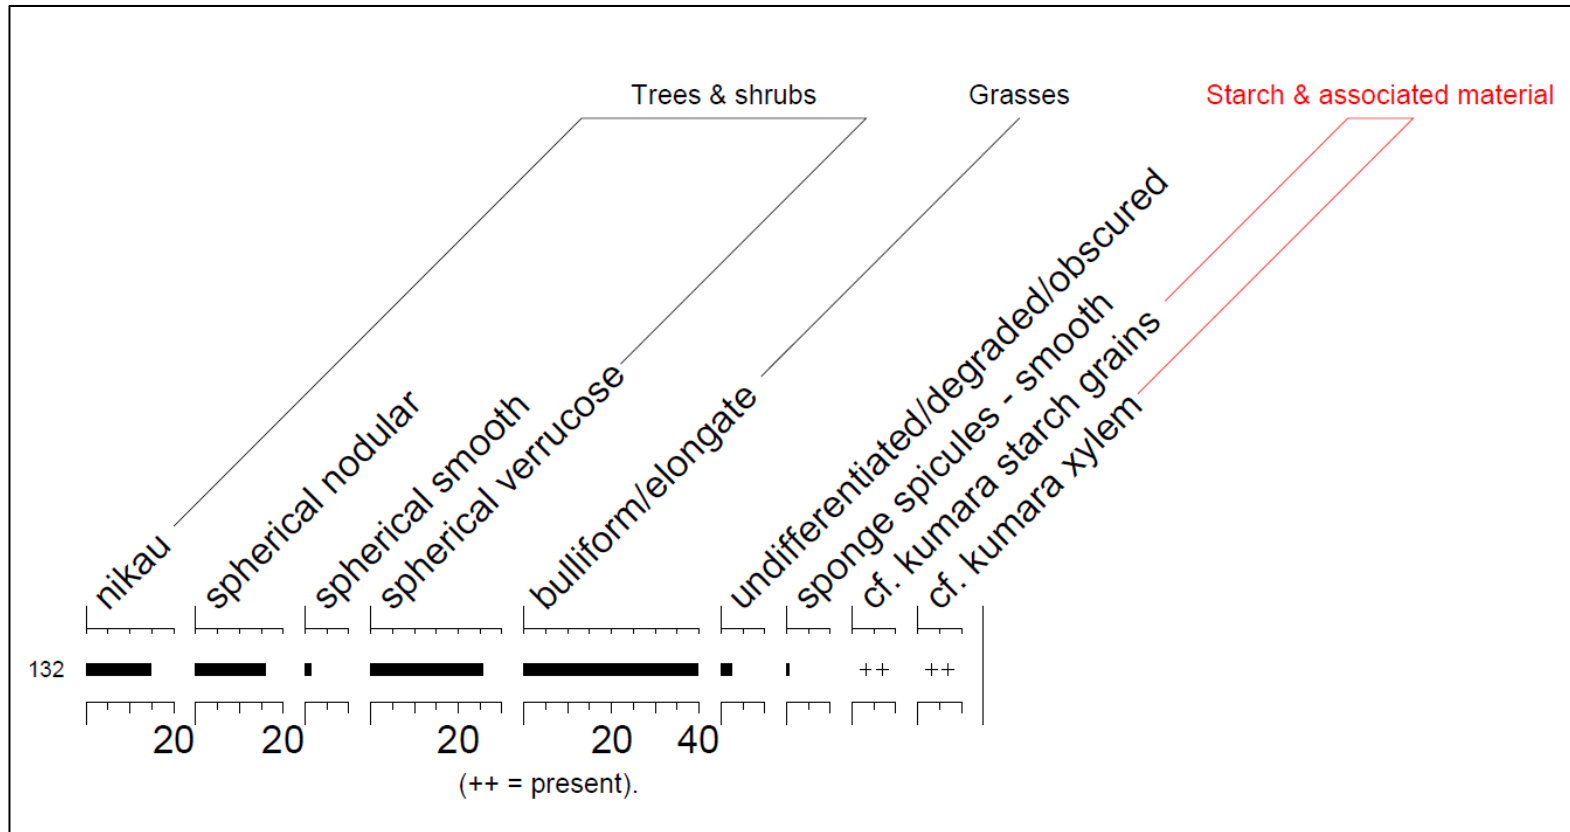 Trees & shrubs
Grasses
Starch & associated material
nikau
spherical nodular
spherical smooth
spherical verrucose
bulliform/elongate
undifferentiated/degraded/obscured
sponge spicules - smooth
cf. kumara starch grains
cf. kumara xylem
132 ++ ++
20 20 20 20 40
(++ = present).